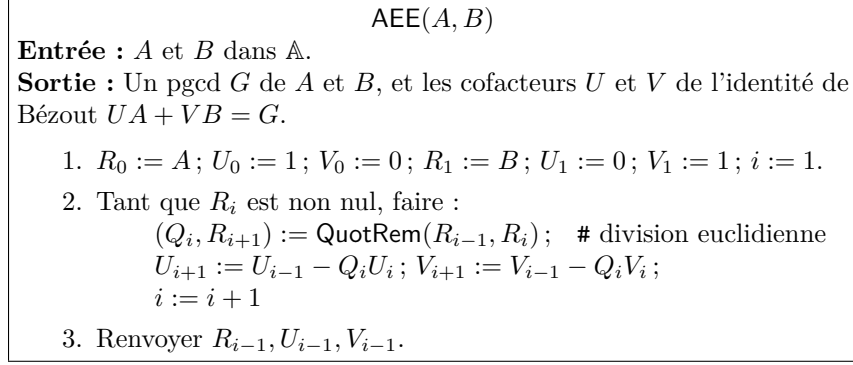 AEE(A, B)
Entrée : A et B dans 𝔸.
Sortie : Un pgcd G de A et B, et les cofacteurs U et V de l'identité de
Bézout UA + VB = G.
1. R₀ := A ; U₀ := 1 ; V₀ := 0 ; R₁ := B ; U₁ := 0 ; V₁ := 1 ; i := 1.
2. Tant que Rᵢ est non nul, faire :
(Qᵢ, Rᵢ₊₁) := QuotRem(Rᵢ₋₁, Rᵢ) ; # division euclidienne
Uᵢ₊₁ := Uᵢ₋₁ − QᵢUᵢ ; Vᵢ₊₁ := Vᵢ₋₁ − QᵢVᵢ ;
i := i + 1
3. Renvoyer Rᵢ₋₁, Uᵢ₋₁, Vᵢ₋₁.